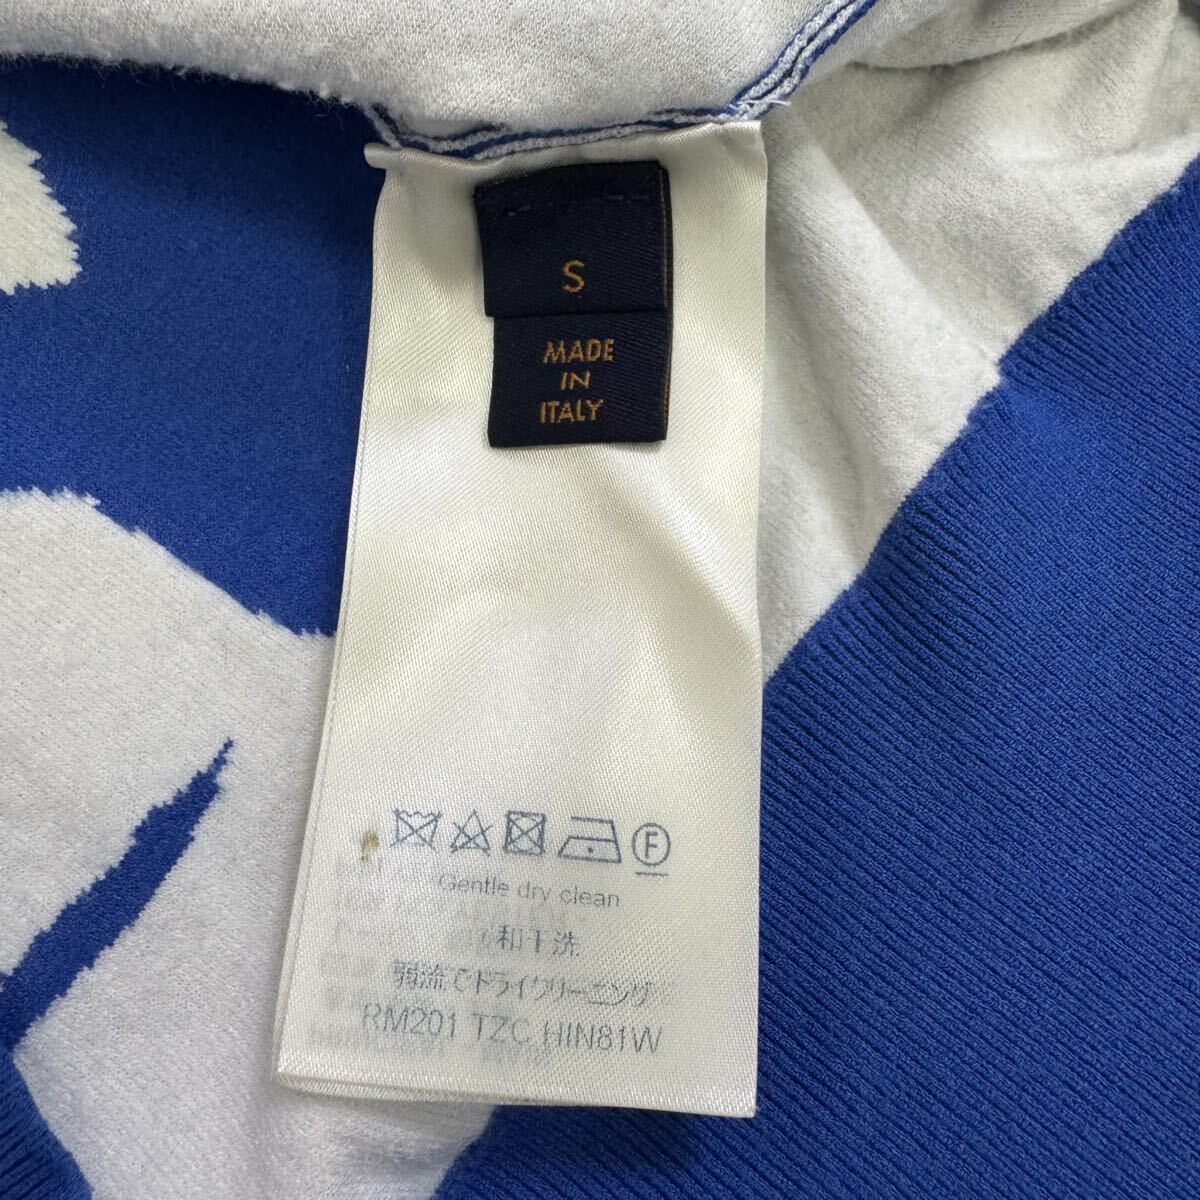 S
MADE
IN
ITALY
F
Gentle dry clean
和干洗
弱流でドライクリーニング
RM201 TZC HIN81W